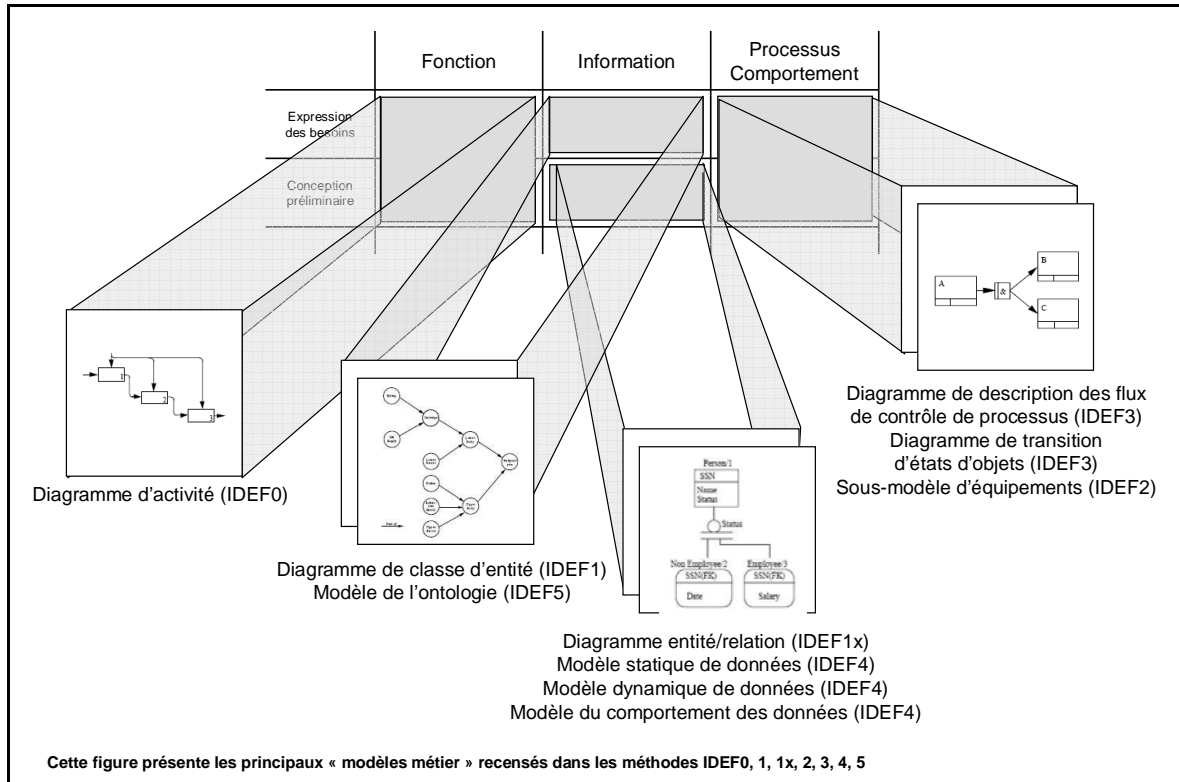 Fonction
Information
Processus
Comportement
Expression
des besoins
Conception
préliminaire
1
2
3
Diagramme d'activité (IDEF0)
Diagramme de classe d'entité (IDEF1)
Modèle de l'ontologie (IDEF5)
Person/1
SSN
Name
Status
Status
Non Employee/2
Employee/3
SSN(FK)
SSN(FK)
Date
Salary
Diagramme entité/relation (IDEF1x)
Modèle statique de données (IDEF4)
Modèle dynamique de données (IDEF4)
Modèle du comportement des données (IDEF4)
A
&
B
C
Diagramme de description des flux
de contrôle de processus (IDEF3)
Diagramme de transition
d'états d'objets (IDEF3)
Sous-modèle d'équipements (IDEF2)
Cette figure présente les principaux « modèles métier » recensés dans les méthodes IDEF0, 1, 1x, 2, 3, 4, 5